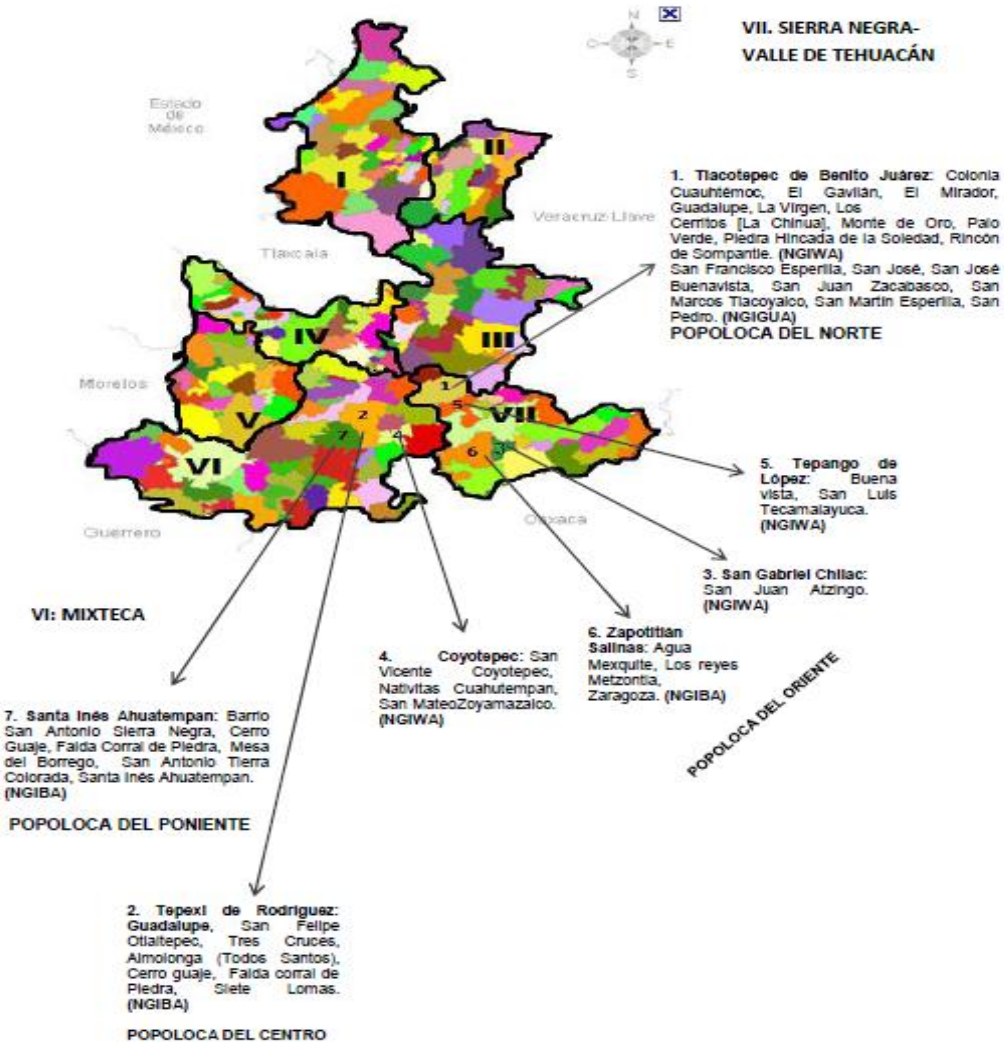 N
O
E
S
VII. SIERRA NEGRA-
VALLE DE TEHUACÁN
Estado
de
México
I
II
Veracruz-Llave
Tlaxcala
1. Tlacotepec de Benito Juárez: Colonia
Cuauhtémoc, El Gavilán, El Mirador,
Guadalupe, La Virgen, Los
Cerritos [La Chinua], Monte de Oro, Palo
Verde, Piedra Hincada de la Soledad, Rincón
de Sompantle. (NGIWA)
San Francisco Esperilla, San José, San José
Buenavista, San Juan Zacabasco, San
Marcos Tlacoyalco, San Martín Esperilla, San
Pedro. (NGIGUA)
POPOLOCA DEL NORTE
IV
III
Morelos
V
1
5
VII
2
7
4
6
3
VI
Guerrero
Oaxaca
5. Tepango de
López: Buena
vista, San Luis
Tecamalayuca.
(NGIWA)
3. San Gabriel Chilac:
San Juan Atzingo.
(NGIWA)
VI: MIXTECA
6. Zapotitlán
Salinas: Agua
Mexquite, Los reyes
Metzontla,
Zaragoza. (NGIBA)
4. Coyotepec: San
Vicente Coyotepec,
Nativitas Cuahutempan,
San MateoZoyamazalco.
(NGIWA)
POPOLOCA DEL ORIENTE
7. Santa Inés Ahuatempan: Barrio
San Antonio Sierra Negra, Cerro
Guaje, Falda Corral de Piedra, Mesa
del Borrego, San Antonio Tierra
Colorada, Santa Inés Ahuatempan.
(NGIBA)
POPOLOCA DEL PONIENTE
2. Tepexi de Rodríguez:
Guadalupe, San Felipe
Otlaltepec, Tres Cruces,
Almolonga (Todos Santos),
Cerro guaje, Falda corral de
Piedra, Siete Lomas.
(NGIBA)
POPOLOCA DEL CENTRO